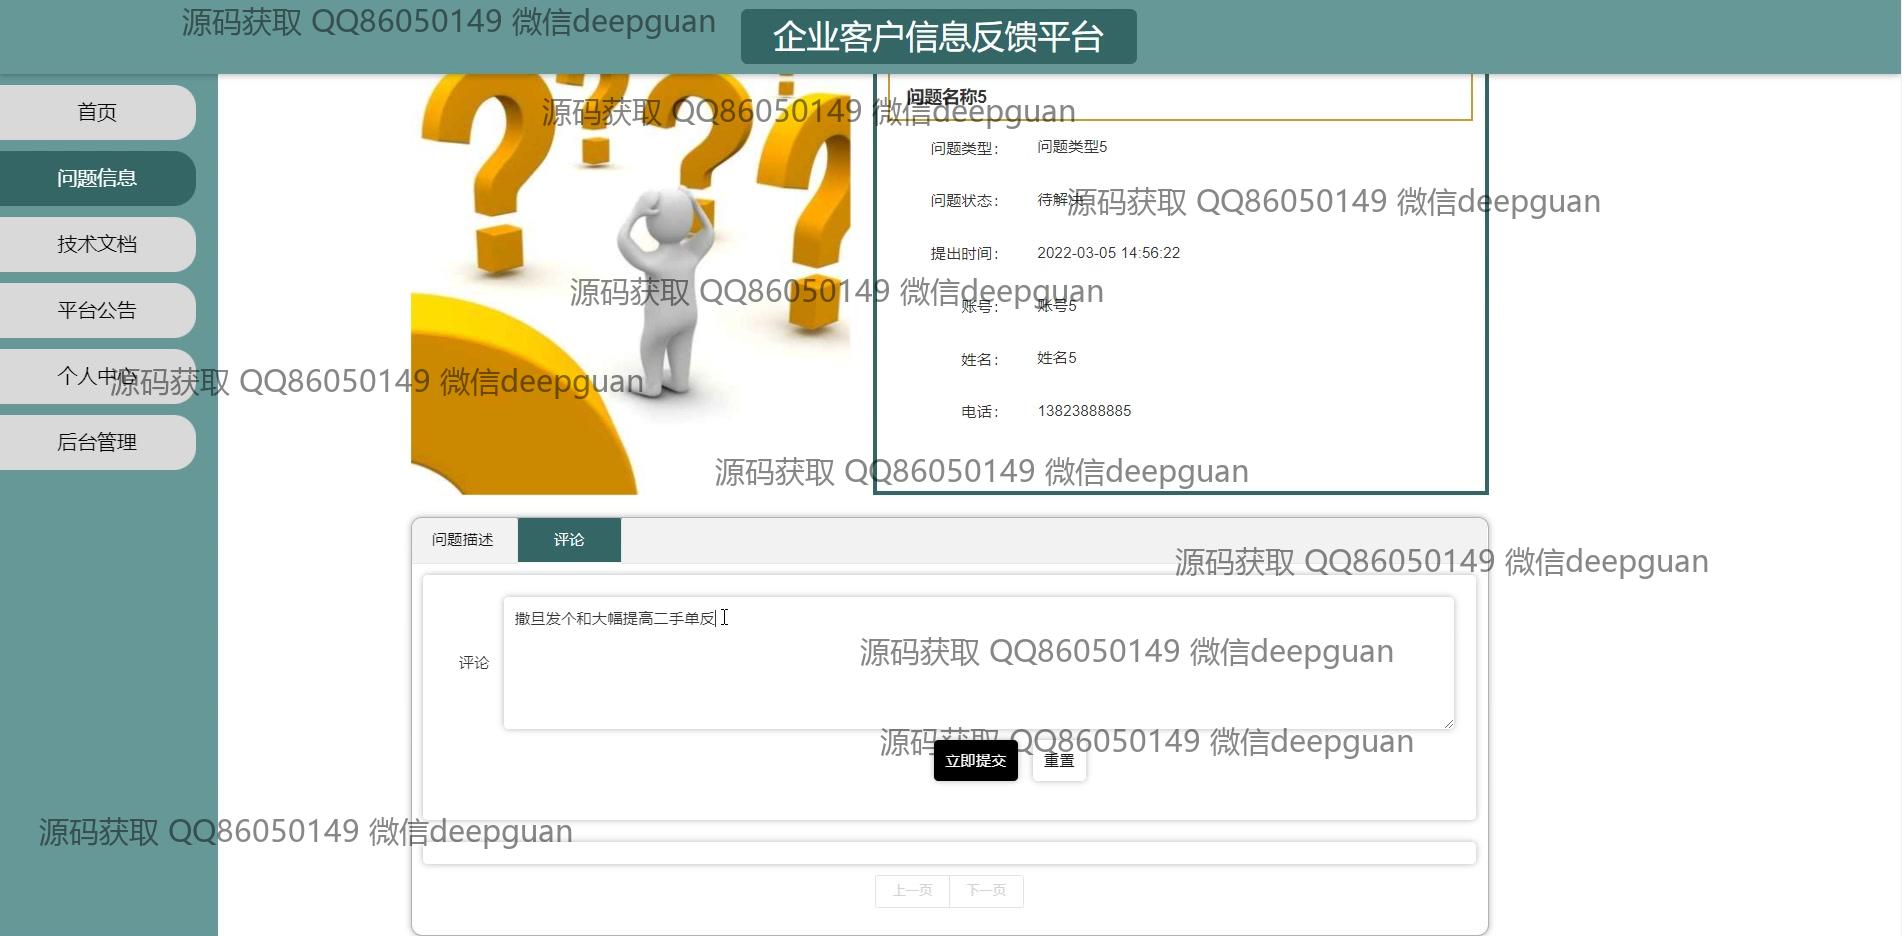 源码获取 QQ86050149 微信deepguan
企业客户信息反馈平台
首页
问题信息
技术文档
平台公告
个人中心
后台管理
源码获取 QQ86050149 微信deepguan
问题名称5
问题类型： 问题类型5
问题状态： 待解决
源码获取 QQ86050149 微信deepguan
提出时间： 2022-03-05 14:56:22
源码获取 QQ86050149 微信deepguan
账号： 账号5
姓名： 姓名5
源码获取 QQ86050149 微信deepguan
电话： 13823888885
源码获取 QQ86050149 微信deepguan
问题描述 评论
源码获取 QQ86050149 微信deepguan
撒旦发个和大幅提高二手单反
评论
源码获取 QQ86050149 微信deepguan
源码获取 QQ86050149 微信deepguan
立即提交 重置
源码获取 QQ86050149 微信deepguan
上一页 下一页